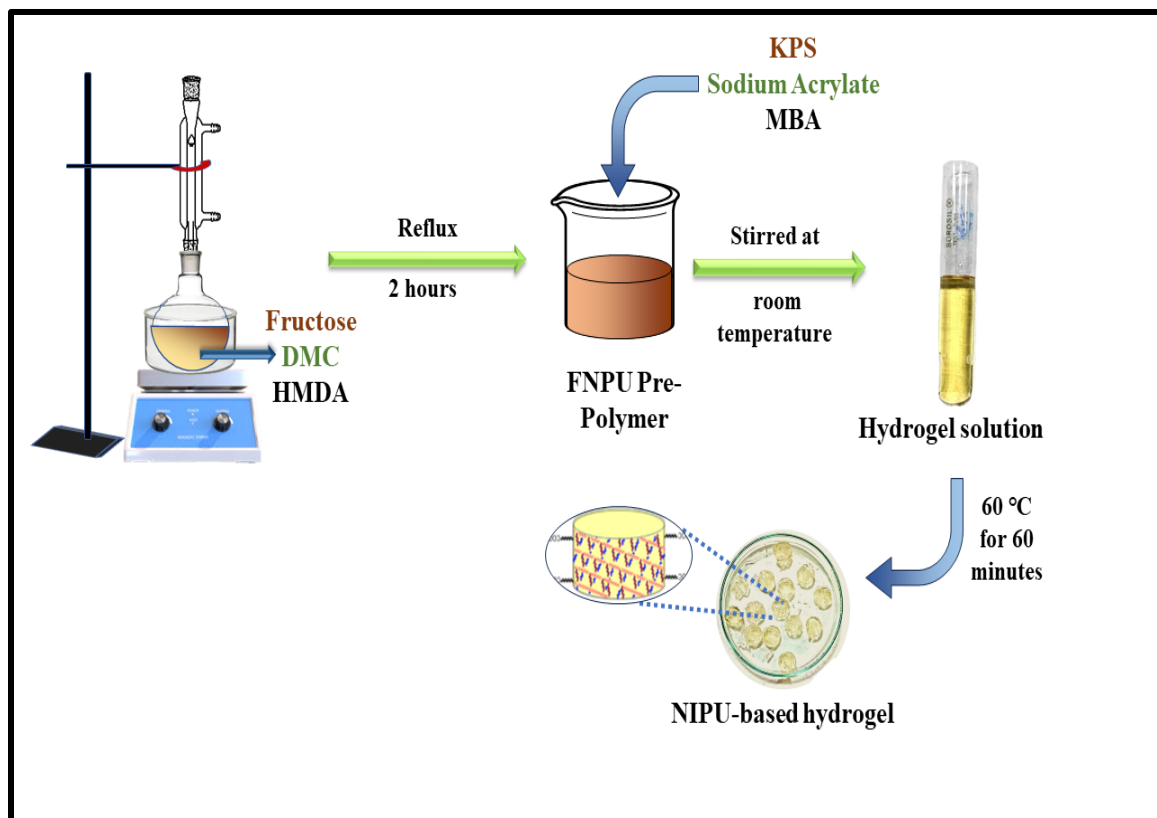 KPS
Sodium Acrylate
MBA
Reflux
2 hours
Fructose
DMC
HMDA
FNPU Pre-
Polymer
Stirred at
room
temperature
BOROSIL
Hydrogel solution
60 °C
for 60
minutes
NIPU-based hydrogel